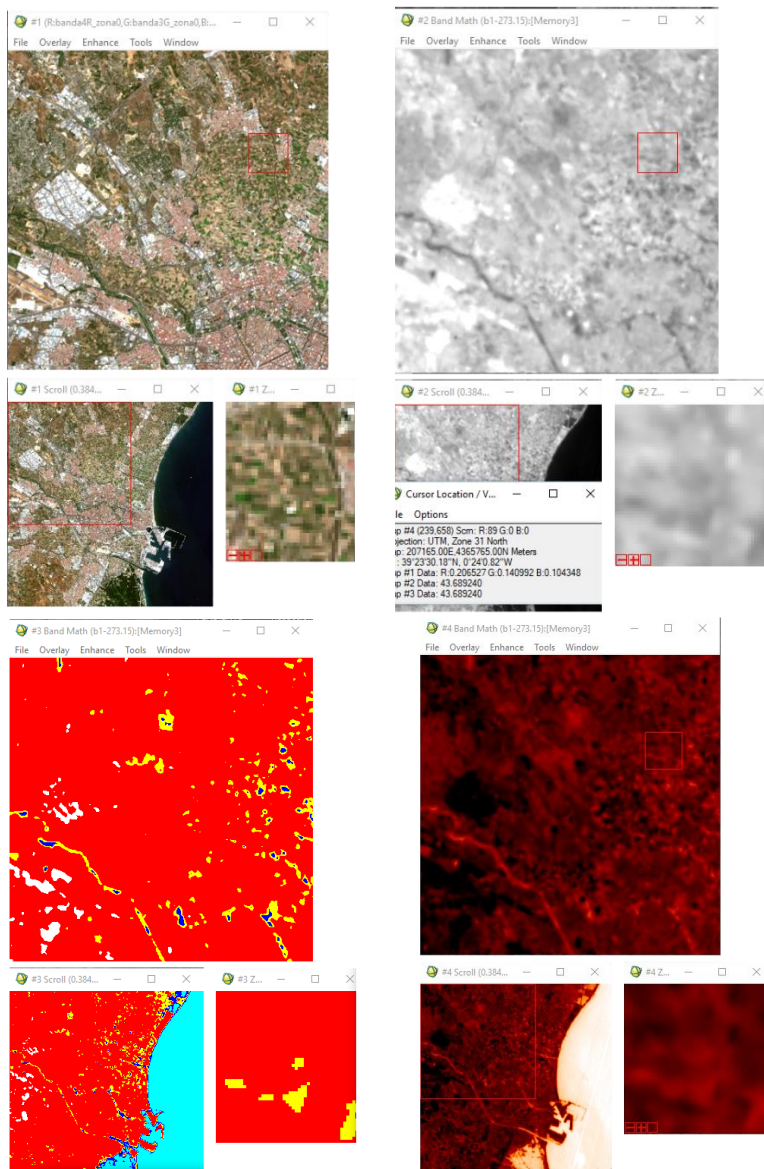 #1 (R:banda4R_zona0,G:banda3G_zona0,B:...
File Overlay Enhance Tools Window
#2 Band Math (b1-273.15):[Memory3]
File Overlay Enhance Tools Window
#1 Scroll (0.384...
#1 Z...
#2 Scroll (0.384...
#2 Z...
Cursor Location / V...
le Options
p #4 (239,658) Scrn: R:89 G:0 B:0
ojection: UTM, Zone 31 North
p: 207165.00E,4365765.00N Meters
: 39°23'30.18"N, 0°24'0.82"W
p #1 Data: R:0.206527 G:0.140992 B:0.104348
p #2 Data: 43.689240
p #3 Data: 43.689240
#3 Band Math (b1-273.15):[Memory3]
File Overlay Enhance Tools Window
#4 Band Math (b1-273.15):[Memory3]
File Overlay Enhance Tools Window
#3 Scroll (0.384...
#3 Z...
#4 Scroll (0.384...
#4 Z...